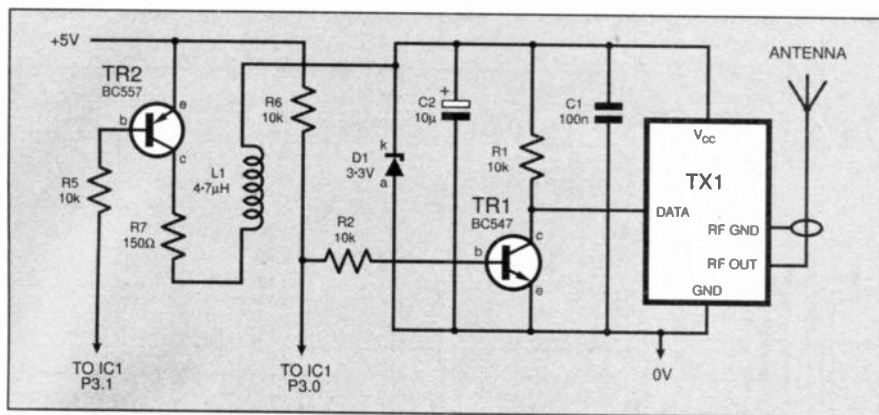 +5V
TR2
BC557
e
b
c
R5
10k
R7
150Ω
L1
4·7µH
R6
10k
R2
10k
D1
3·3V
k
a
+
C2
10µ
R1
10k
TR1
BC547
b
c
e
C1
100n
ANTENNA
VCC
TX1
DATA
RF GND
RF OUT
GND
TO IC1
P3.1
TO IC1
P3.0
0V